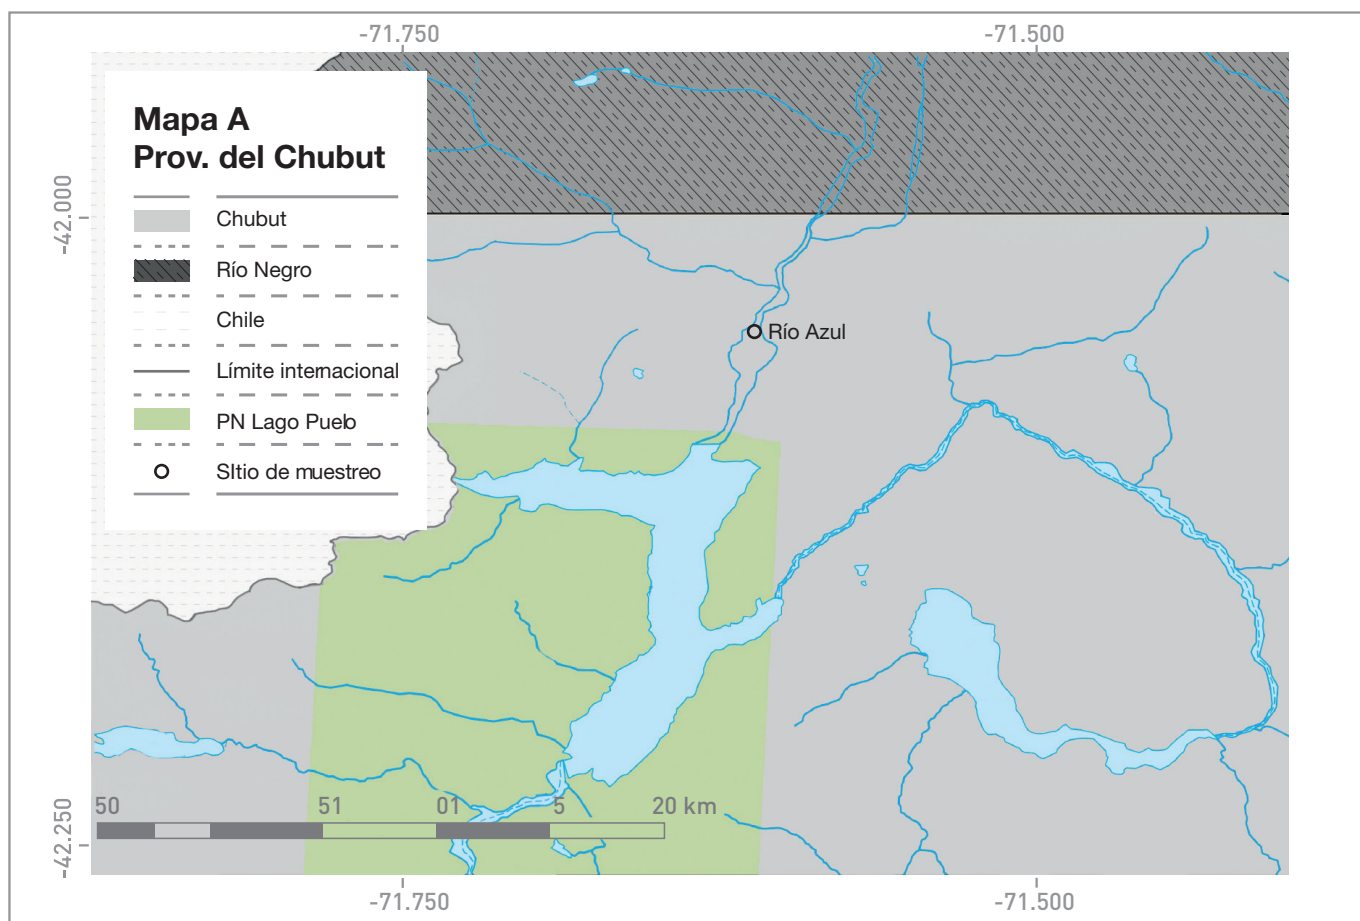 -71.750
-71.500
Mapa A
Prov. del Chubut
-42.000
Chubut
Río Negro
Chile
Río Azul
Límite internacional
PN Lago Puelo
SItio de muestreo
50 51 01 5 20 km
-42.250
-71.750
-71.500